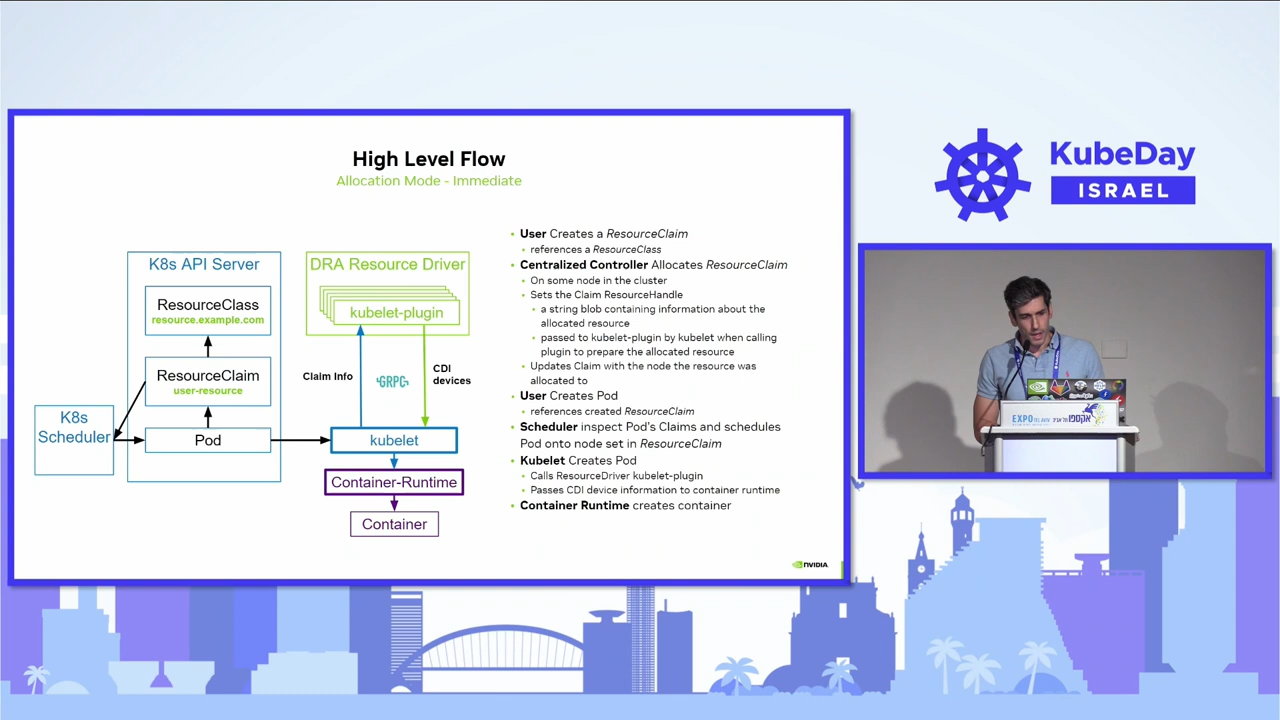 High Level Flow
Allocation Mode - Immediate
K8s API Server
ResourceClass
resource.example.com
ResourceClaim
user-resource
Pod
K8s
Scheduler
DRA Resource Driver
kubelet-plugin
Claim Info
gRPC
CDI
devices
kubelet
Container-Runtime
Container
• User Creates a ResourceClaim
• references a ResourceClass
• Centralized Controller Allocates ResourceClaim
• On some node in the cluster
• Sets the Claim ResourceHandle
• a string blob containing information about the
allocated resource
• passed to kubelet-plugin by kubelet when calling
plugin to prepare the allocated resource
• Updates Claim with the node the resource was
allocated to
• User Creates Pod
• references created ResourceClaim
• Scheduler inspect Pod's Claims and schedules
Pod onto node set in ResourceClaim
• Kubelet Creates Pod
• Calls ResourceDriver kubelet-plugin
• Passes CDI device information to container runtime
• Container Runtime creates container
NVIDIA
KubeDay
ISRAEL
EXPO TEL AVIV אקספו תל אביב